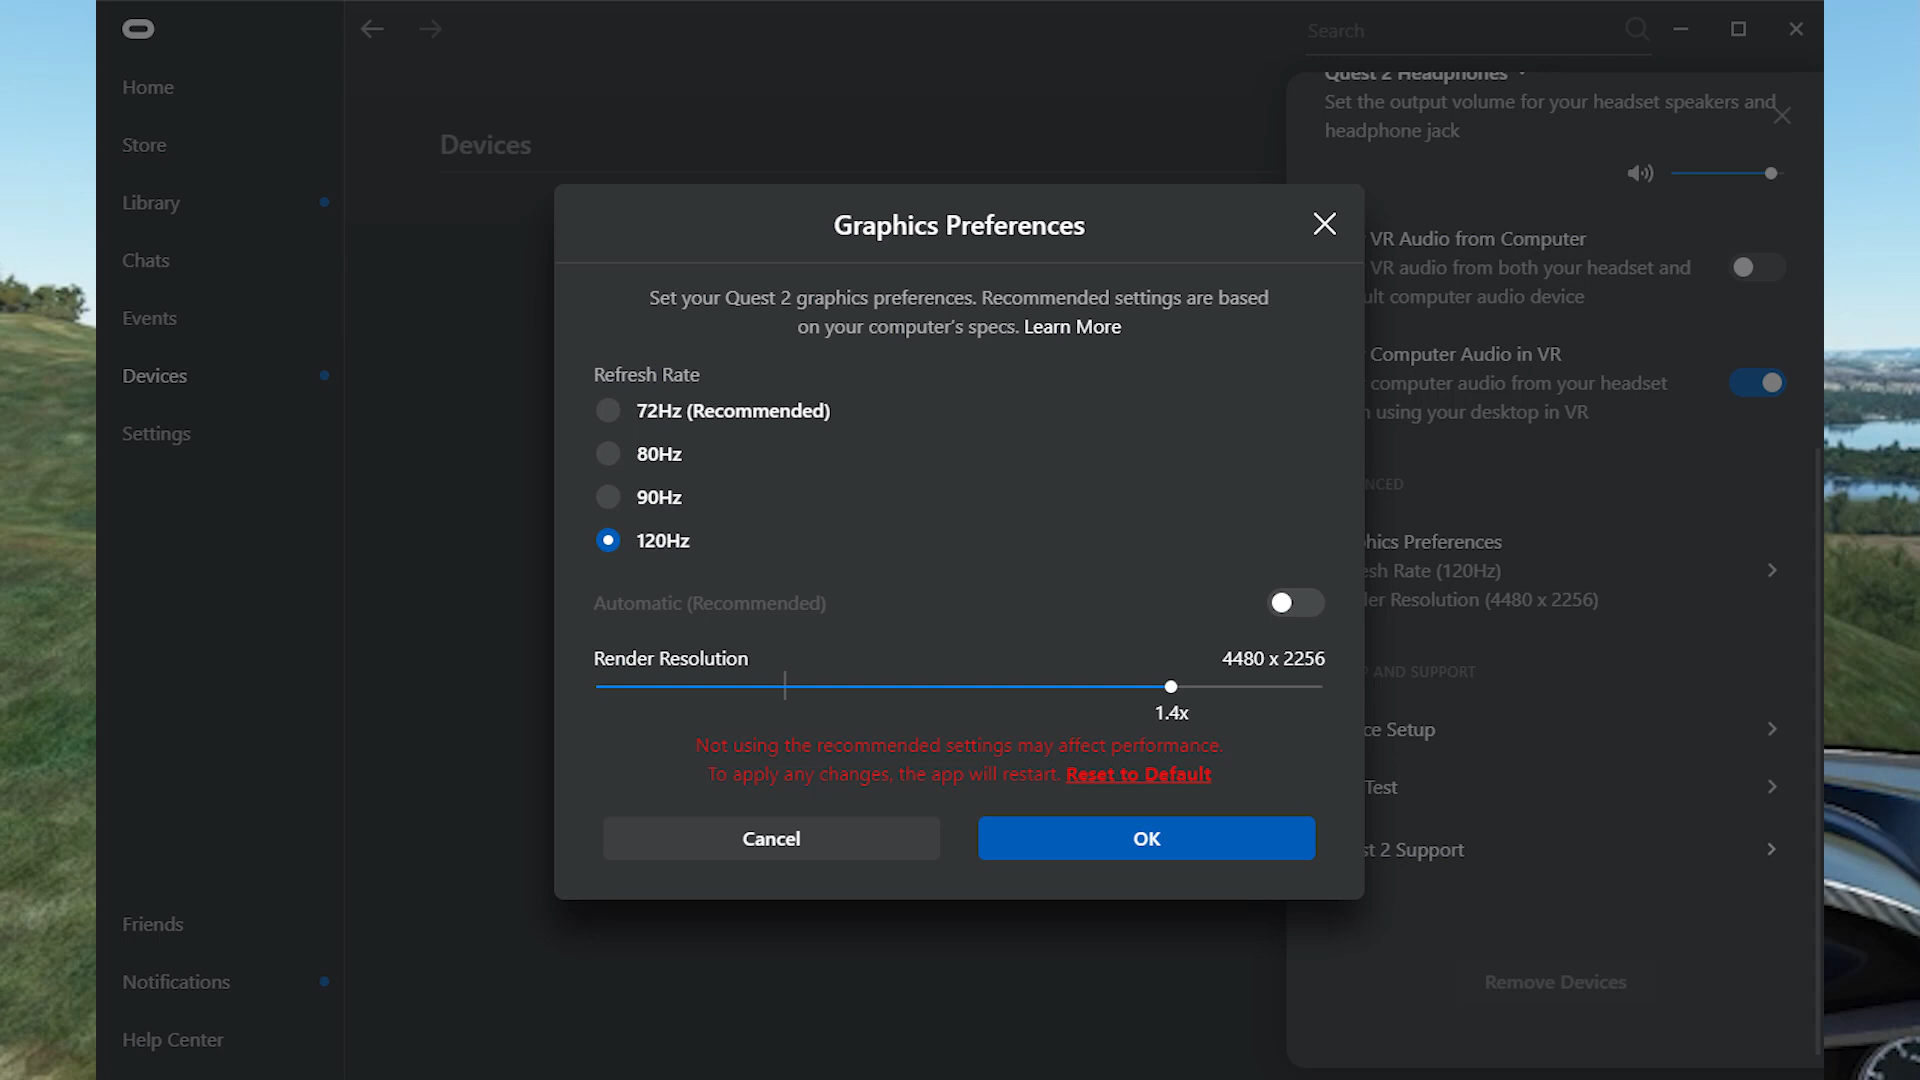 Home
Store
Library
Chats
Events
Devices
Settings
Friends
Notifications
Help Center
Search
Devices
Quest 2 Headphones
Set the output volume for your headset speakers and
headphone jack
VR Audio from Computer
VR audio from both your headset and
ult computer audio device
Computer Audio in VR
computer audio from your headset
n using your desktop in VR
NCED
hics Preferences
esh Rate (120Hz)
ler Resolution (4480 x 2256)
P AND SUPPORT
ce Setup
Test
st 2 Support
Remove Devices
Graphics Preferences
Set your Quest 2 graphics preferences. Recommended settings are based
on your computer's specs. Learn More
Refresh Rate
72Hz (Recommended)
80Hz
90Hz
120Hz
Automatic (Recommended)
Render Resolution
4480 x 2256
1.4x
Not using the recommended settings may affect performance.
To apply any changes, the app will restart. Reset to Default
Cancel
OK